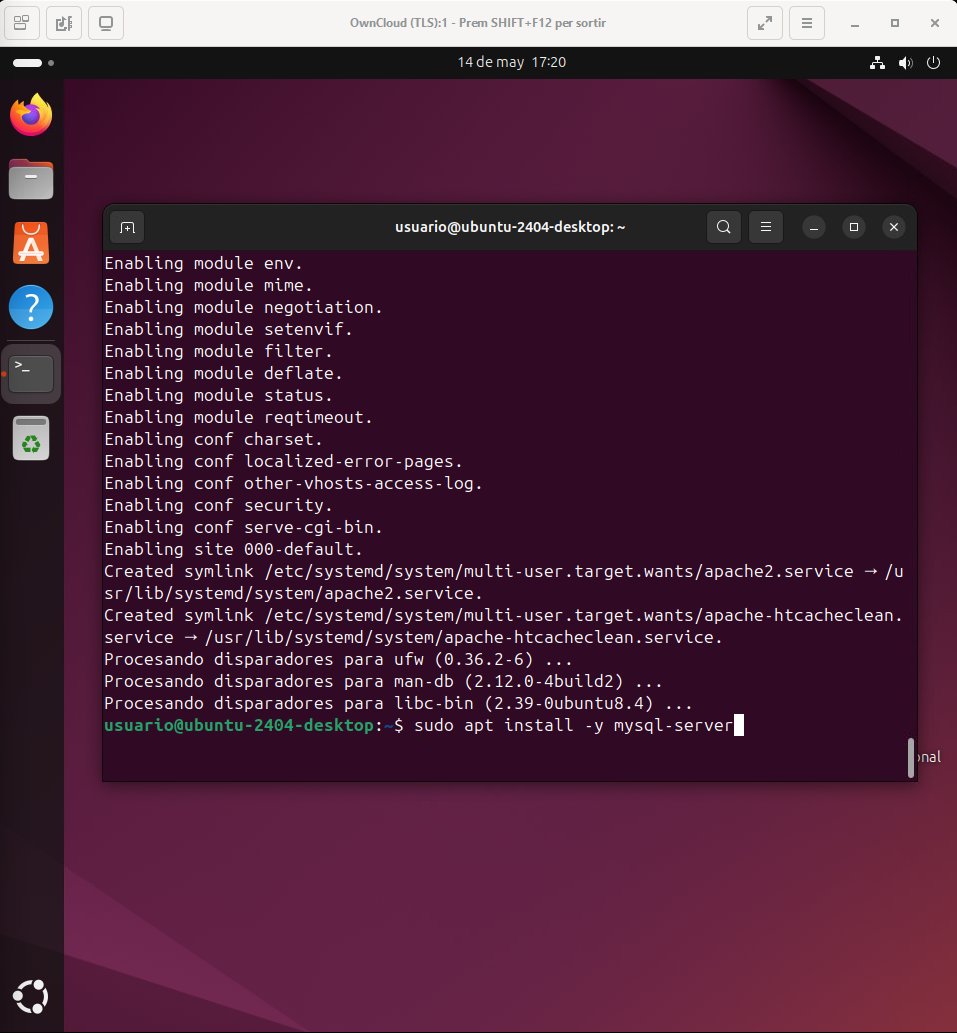 OwnCloud (TLS):1 - Prem SHIFT+F12 per sortir
14 de may 17:20
usuario@ubuntu-2404-desktop: ~
Enabling module env.
Enabling module mime.
Enabling module negotiation.
Enabling module setenvif.
Enabling module filter.
Enabling module deflate.
Enabling module status.
Enabling module reqtimeout.
Enabling conf charset.
Enabling conf localized-error-pages.
Enabling conf other-vhosts-access-log.
Enabling conf security.
Enabling conf serve-cgi-bin.
Enabling site 000-default.
Created symlink /etc/systemd/system/multi-user.target.wants/apache2.service → /u
sr/lib/systemd/system/apache2.service.
Created symlink /etc/systemd/system/multi-user.target.wants/apache-htcacheclean.
service → /usr/lib/systemd/system/apache-htcacheclean.service.
Procesando disparadores para ufw (0.36.2-6) ...
Procesando disparadores para man-db (2.12.0-4build2) ...
Procesando disparadores para libc-bin (2.39-0ubuntu8.4) ...
usuario@ubuntu-2404-desktop:~$ sudo apt install -y mysql-server